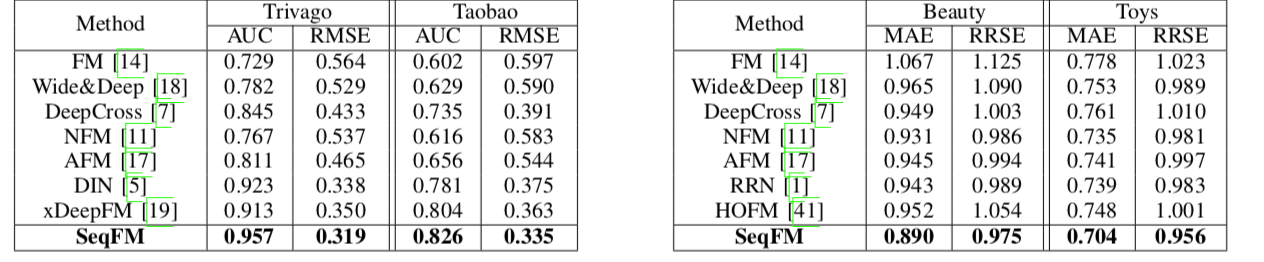 Method Trivago Taobao
AUC RMSE AUC RMSE
FM [14] 0.729 0.564 0.602 0.597
Wide&Deep [18] 0.782 0.529 0.629 0.590
DeepCross [7] 0.845 0.433 0.735 0.391
NFM [11] 0.767 0.537 0.616 0.583
AFM [17] 0.811 0.465 0.656 0.544
DIN [5] 0.923 0.338 0.781 0.375
xDeepFM [19] 0.913 0.350 0.804 0.363
SeqFM 0.957 0.319 0.826 0.335
Method Beauty Toys
MAE RRSE MAE RRSE
FM [14] 1.067 1.125 0.778 1.023
Wide&Deep [18] 0.965 1.090 0.753 0.989
DeepCross [7] 0.949 1.003 0.761 1.010
NFM [11] 0.931 0.986 0.735 0.981
AFM [17] 0.945 0.994 0.741 0.997
RRN [1] 0.943 0.989 0.739 0.983
HOFM [41] 0.952 1.054 0.748 1.001
SeqFM 0.890 0.975 0.704 0.956